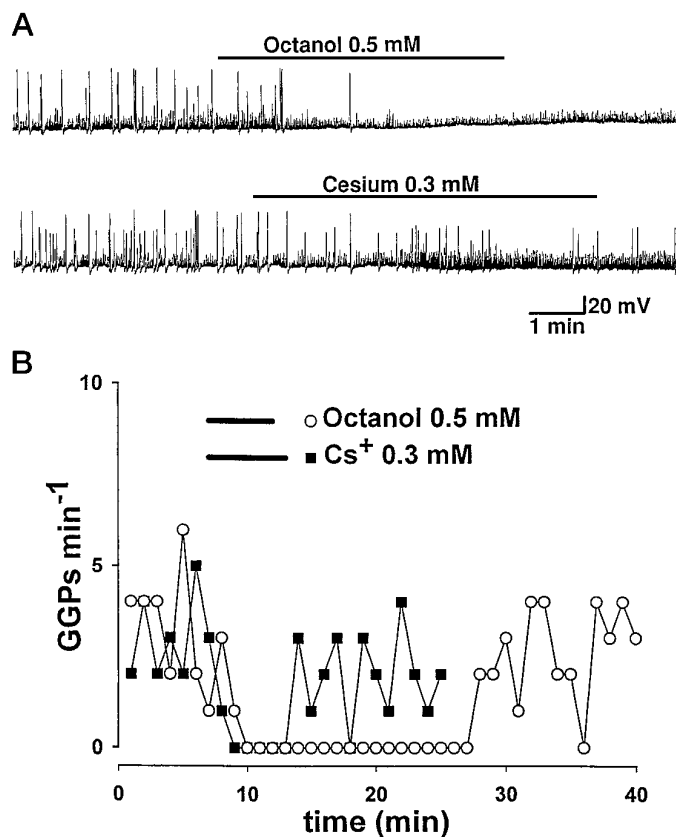 A
Octanol 0.5 mM
Cesium 0.3 mM
20 mV
1 min
B
10
Octanol 0.5 mM
Cs⁺ 0.3 mM
GGPs min⁻¹
5
0
0 10 20 30 40
time (min)